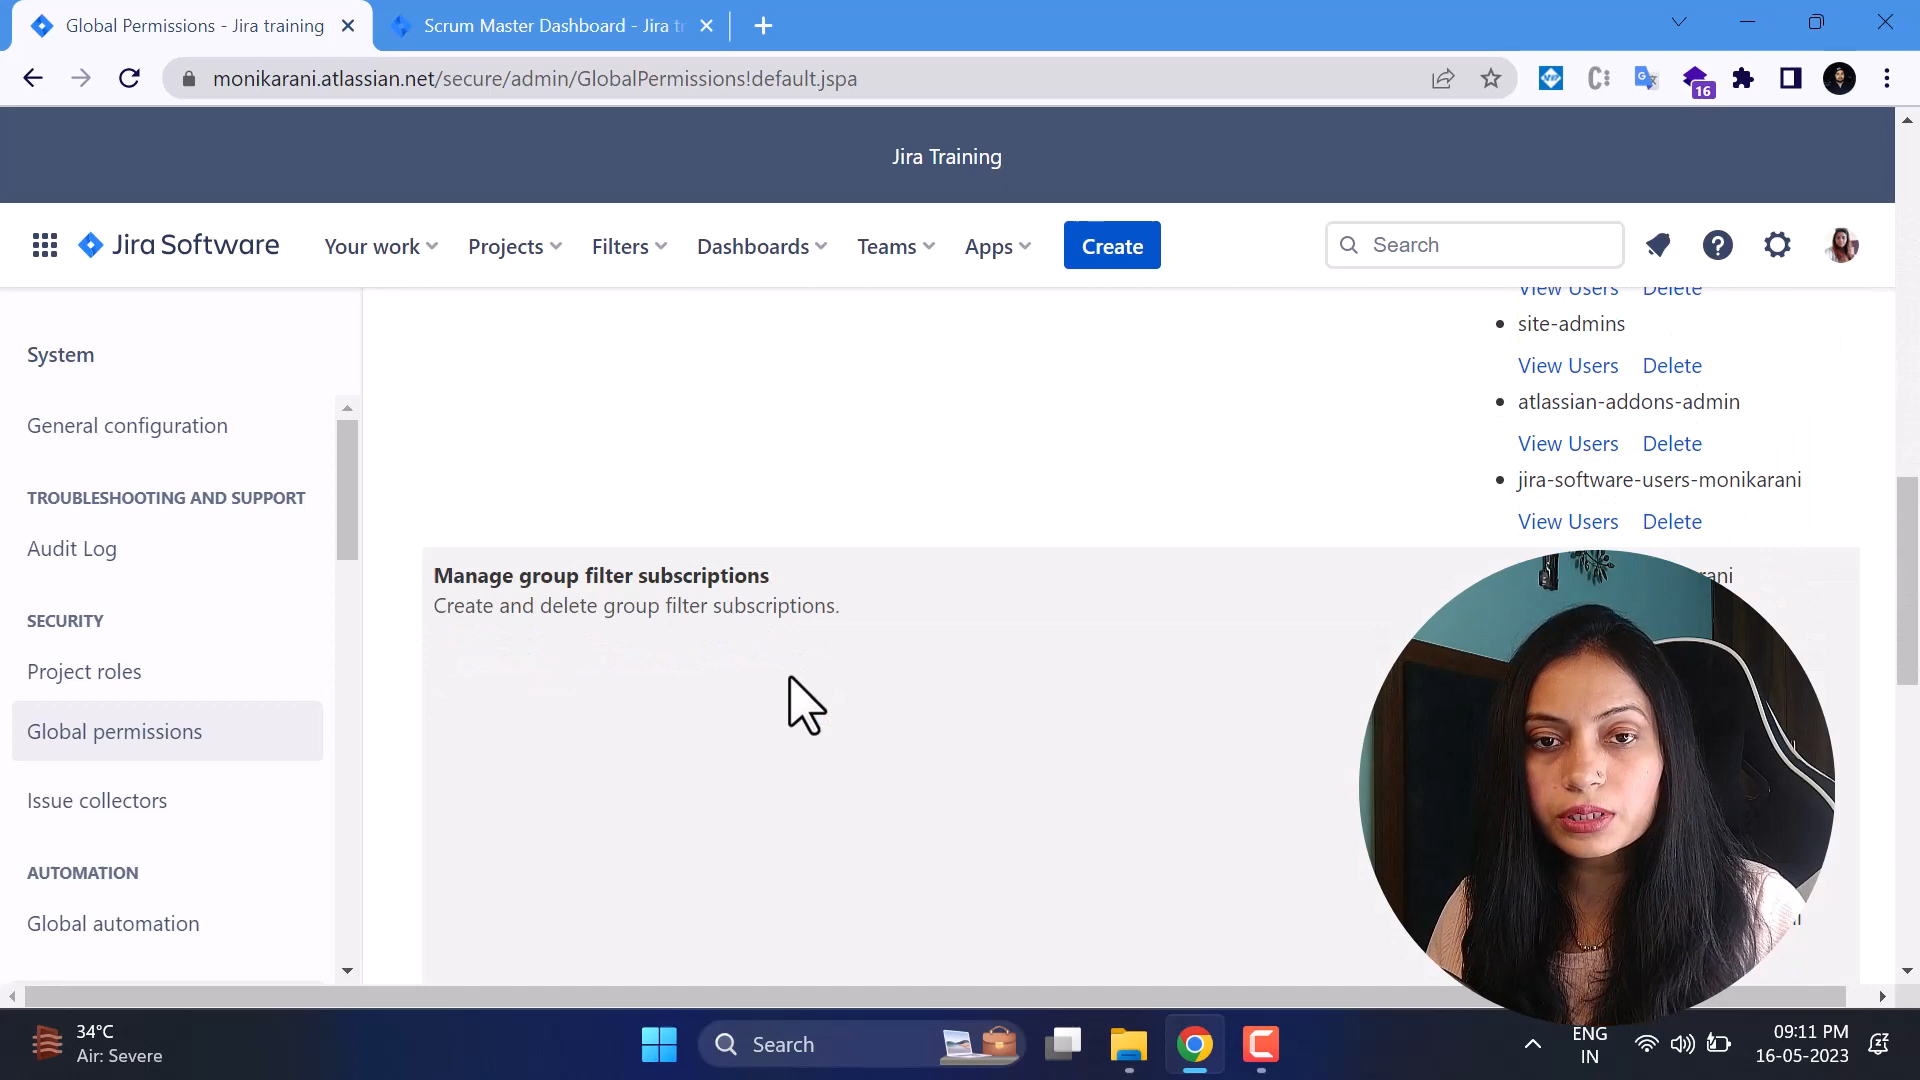 Global Permissions - Jira training
Scrum Master Dashboard - Jira tr
monikarani.atlassian.net/secure/admin/GlobalPermissions!default.jspa
16
Jira Training
Jira Software
Your work
Projects
Filters
Dashboards
Teams
Apps
Create
Search
System
General configuration
TROUBLESHOOTING AND SUPPORT
Audit Log
SECURITY
Project roles
Global permissions
Issue collectors
AUTOMATION
Global automation
View Users Delete
site-admins
View Users Delete
atlassian-addons-admin
View Users Delete
jira-software-users-monikarani
View Users Delete
Manage group filter subscriptions
Create and delete group filter subscriptions.
34°C
Air: Severe
Search
ENG
IN
09:11 PM
16-05-2023